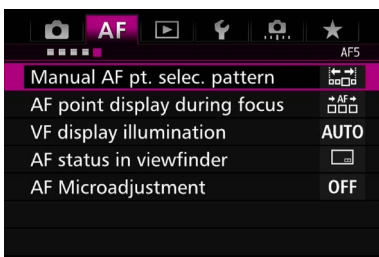 AF
AF5
Manual AF pt. selec. pattern
AF point display during focus
AF
VF display illumination AUTO
AF status in viewfinder
AF Microadjustment OFF